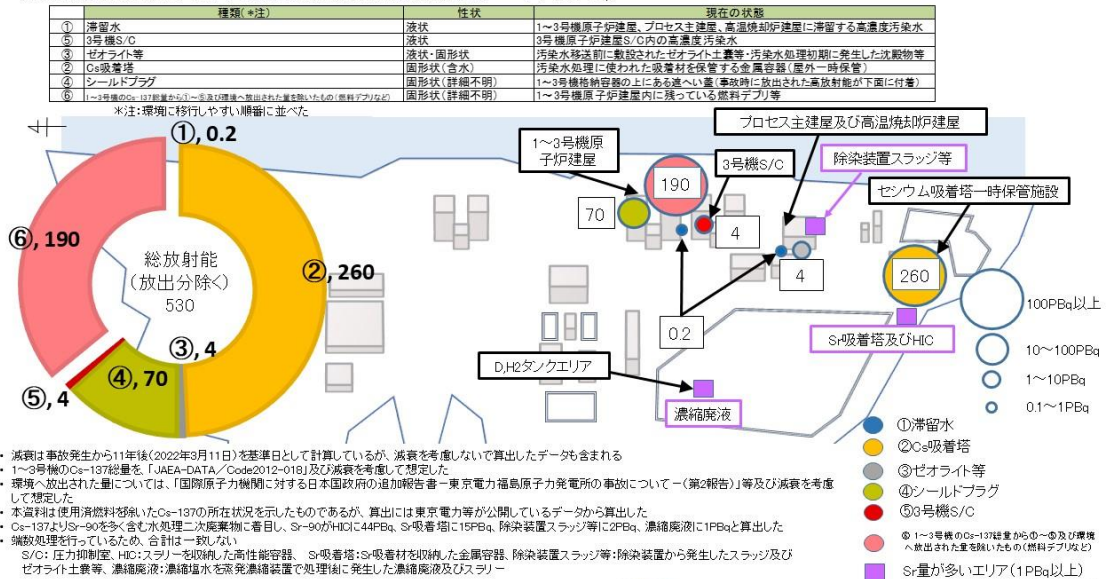 種類(*注) 性状 現在の状態
① 滞留水 液状 1~3号機原子炉建屋、プロセス主建屋、高温焼却炉建屋に滞留する高濃度汚染水
⑤ 3号機S/C 液状 3号機原子炉建屋S/C内の高濃度汚染水
③ ゼオライト等 液状・固形状 汚染水移送前に敷設されたゼオライト土嚢等・汚染水処理初期に発生した沈殿物等
② Cs吸着塔 固形状(含水) 汚染水処理に使われた吸着材を保管する金属容器(屋外一時保管)
④ シールドプラグ 固形状(詳細不明) 1~3号機格納容器の上にある遮へい蓋(事故時に放出された高放射能が下面に付着)
⑥ 1~3号機のCs-137総量から①~⑤及び環境へ放出された量を除いたもの(燃料デブリなど) 固形状(詳細不明) 1~3号機原子炉建屋内に残っている燃料デブリ等
*注:環境に移行しやすい順番に並べた
①, 0.2
②, 260
③, 4
④, 70
⑤, 4
⑥, 190
総放射能
(放出分除く)
530
1~3号機原
子炉建屋
3号機S/C
プロセス主建屋及び高温焼却炉建屋
除染装置スラッジ等
セシウム吸着塔一時保管施設
190
70
4
4
260
0.2
D,H2タンクエリア
濃縮廃液
Sr吸着塔及びHIC
100PBq以上
10~100PBq
1~10PBq
0.1~1PBq
①滞留水
②Cs吸着塔
③ゼオライト等
④シールドプラグ
⑤3号機S/C
⑥ 1~3号機のCs-137総量から①~⑤及び環境
へ放出された量を除いたもの(燃料デブリなど)
Sr量が多いエリア(1PBq以上)
・ 減衰は事故発生から11年後(2022年3月11日)を基準日として計算しているが、減衰を考慮しないで算出したデータも含まれる
・ 1~3号機のCs-137総量を、「JAEA-DATA/Code2012-018」及び減衰を考慮して想定した
・ 環境へ放出された量については、「国際原子力機関に対する日本国政府の追加報告書-東京電力福島原子力発電所の事故について-(第2報告)」等及び減衰を考慮
して想定した
・ 本資料は使用済燃料を除いたCs-137の所在状況を示したものであるが、算出には東京電力等が公開しているデータから算出した
・ Cs-137よりSr-90を多く含む水処理二次廃棄物に着目し、Sr-90がHICに44PBq、Sr吸着塔に15PBq、除染装置スラッジ等に2PBq、濃縮廃液に1PBqと算出した
・ 端数処理を行っているため、合計は一致しない
S/C: 圧力抑制室、HIC:スラリーを収納した高性能容器、 Sr吸着塔:Sr吸着材を収納した金属容器、除染装置スラッジ等:除染装置から発生したスラッジ及び
ゼオライト土嚢等、濃縮廃液:濃縮塩水を蒸発濃縮装置で処理後に発生した濃縮廃液及びスラリー